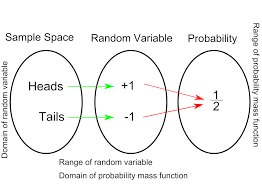 Sample Space
Random Variable
Probability
Heads
+1
Tails
-1
1
2
Domain of random variable
Range of probability mass function
Range of random variable
Domain of probability mass function